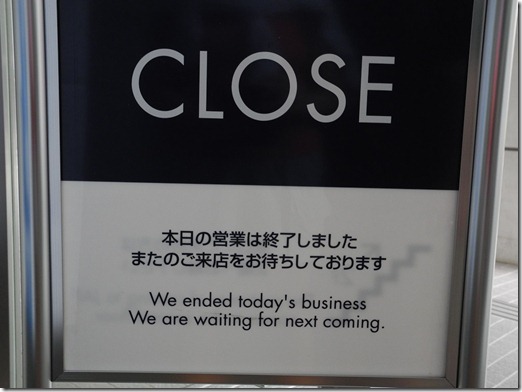 CLOSE
本日の営業は終了しました
またのご来店をお待ちしております
We ended today's business
We are waiting for next coming.